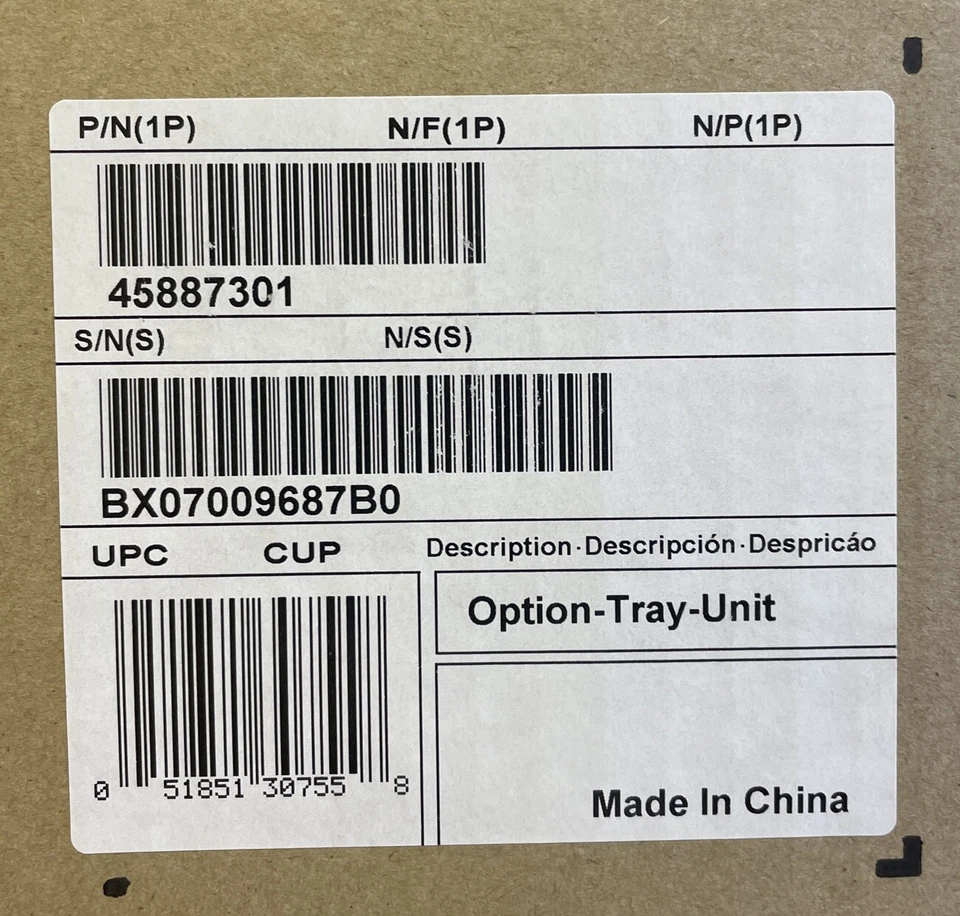 P/N(1P) N/F(1P) N/P(1P)
45887301
S/N(S) N/S(S)
BX07009687B0
UPC CUP Description·Descripción·Despricáo
Option-Tray-Unit
0 51851 30755 8
Made In China